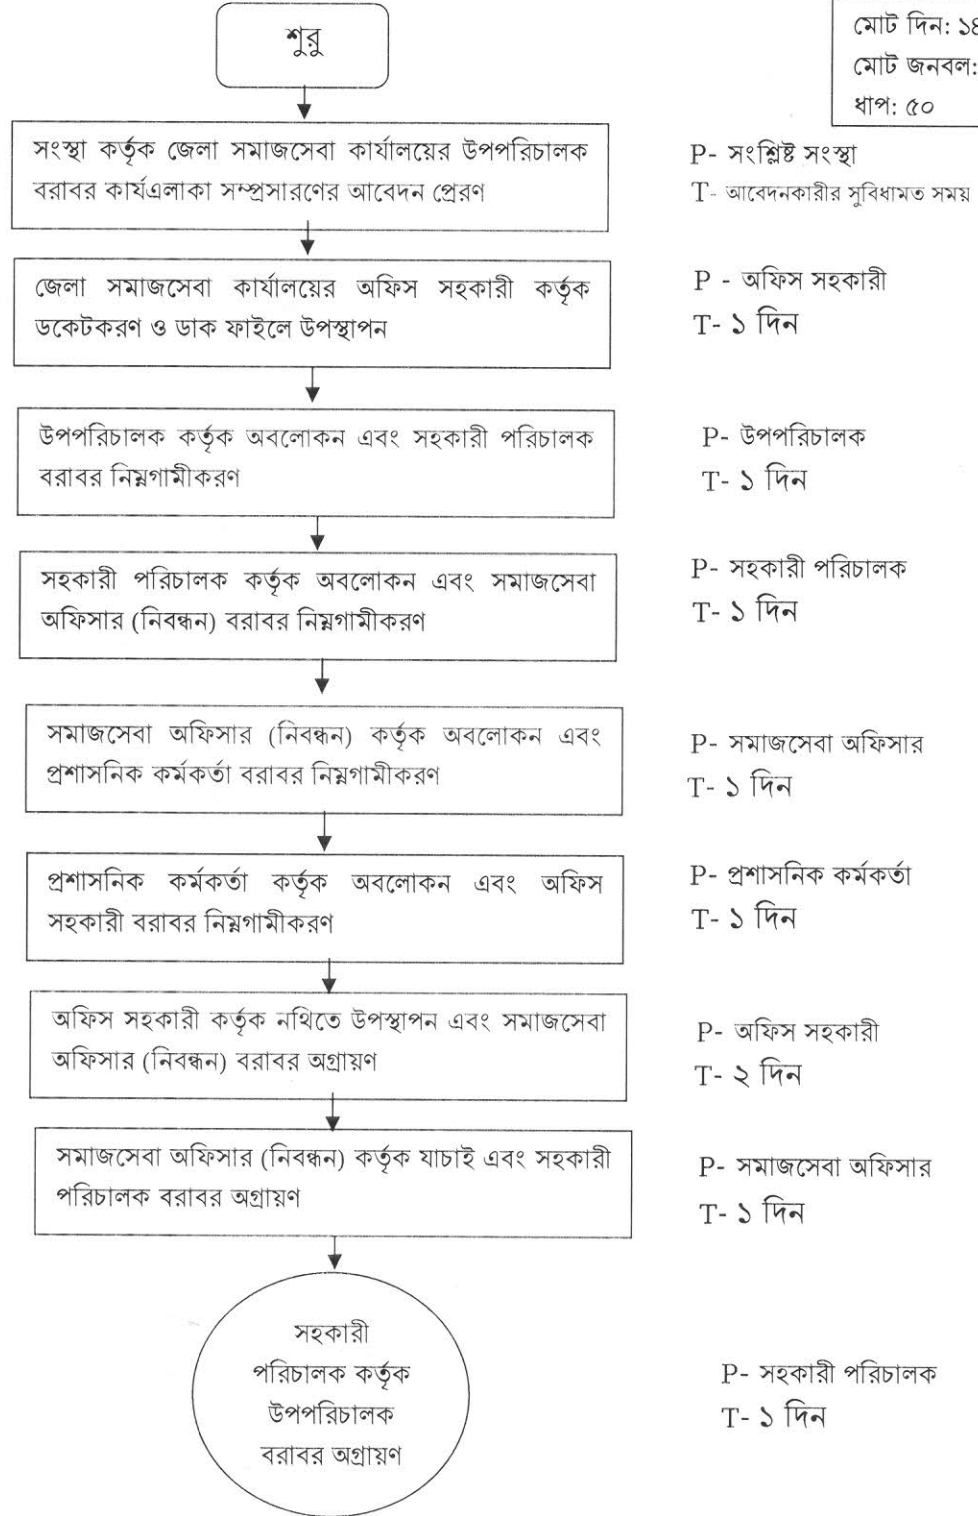 শুরু
মোট দিন: ১৪
মোট জনবল:
ধাপ: ৫০
সংস্থা কর্তৃক জেলা সমাজসেবা কার্যালয়ের উপপরিচালক
বরাবর কার্যএলাকা সম্প্রসারণের আবেদন প্রেরণ
P- সংশ্লিষ্ট সংস্থা
T- আবেদনকারীর সুবিধামত সময়
জেলা সমাজসেবা কার্যালয়ের অফিস সহকারী কর্তৃক
ডকেটকরণ ও ডাক ফাইলে উপস্থাপন
P - অফিস সহকারী
T- ১ দিন
উপপরিচালক কর্তৃক অবলোকন এবং সহকারী পরিচালক
বরাবর নিম্নগামীকরণ
P- উপপরিচালক
T- ১ দিন
সহকারী পরিচালক কর্তৃক অবলোকন এবং সমাজসেবা
অফিসার (নিবন্ধন) বরাবর নিম্নগামীকরণ
P- সহকারী পরিচালক
T- ১ দিন
সমাজসেবা অফিসার (নিবন্ধন) কর্তৃক অবলোকন এবং
প্রশাসনিক কর্মকর্তা বরাবর নিম্নগামীকরণ
P- সমাজসেবা অফিসার
T- ১ দিন
প্রশাসনিক কর্মকর্তা কর্তৃক অবলোকন এবং অফিস
সহকারী বরাবর নিম্নগামীকরণ
P- প্রশাসনিক কর্মকর্তা
T- ১ দিন
অফিস সহকারী কর্তৃক নথিতে উপস্থাপন এবং সমাজসেবা
অফিসার (নিবন্ধন) বরাবর অগ্রায়ণ
P- অফিস সহকারী
T- ২ দিন
সমাজসেবা অফিসার (নিবন্ধন) কর্তৃক যাচাই এবং সহকারী
পরিচালক বরাবর অগ্রায়ণ
P- সমাজসেবা অফিসার
T- ১ দিন
সহকারী
পরিচালক কর্তৃক
উপপরিচালক
বরাবর অগ্রায়ণ
P- সহকারী পরিচালক
T- ১ দিন